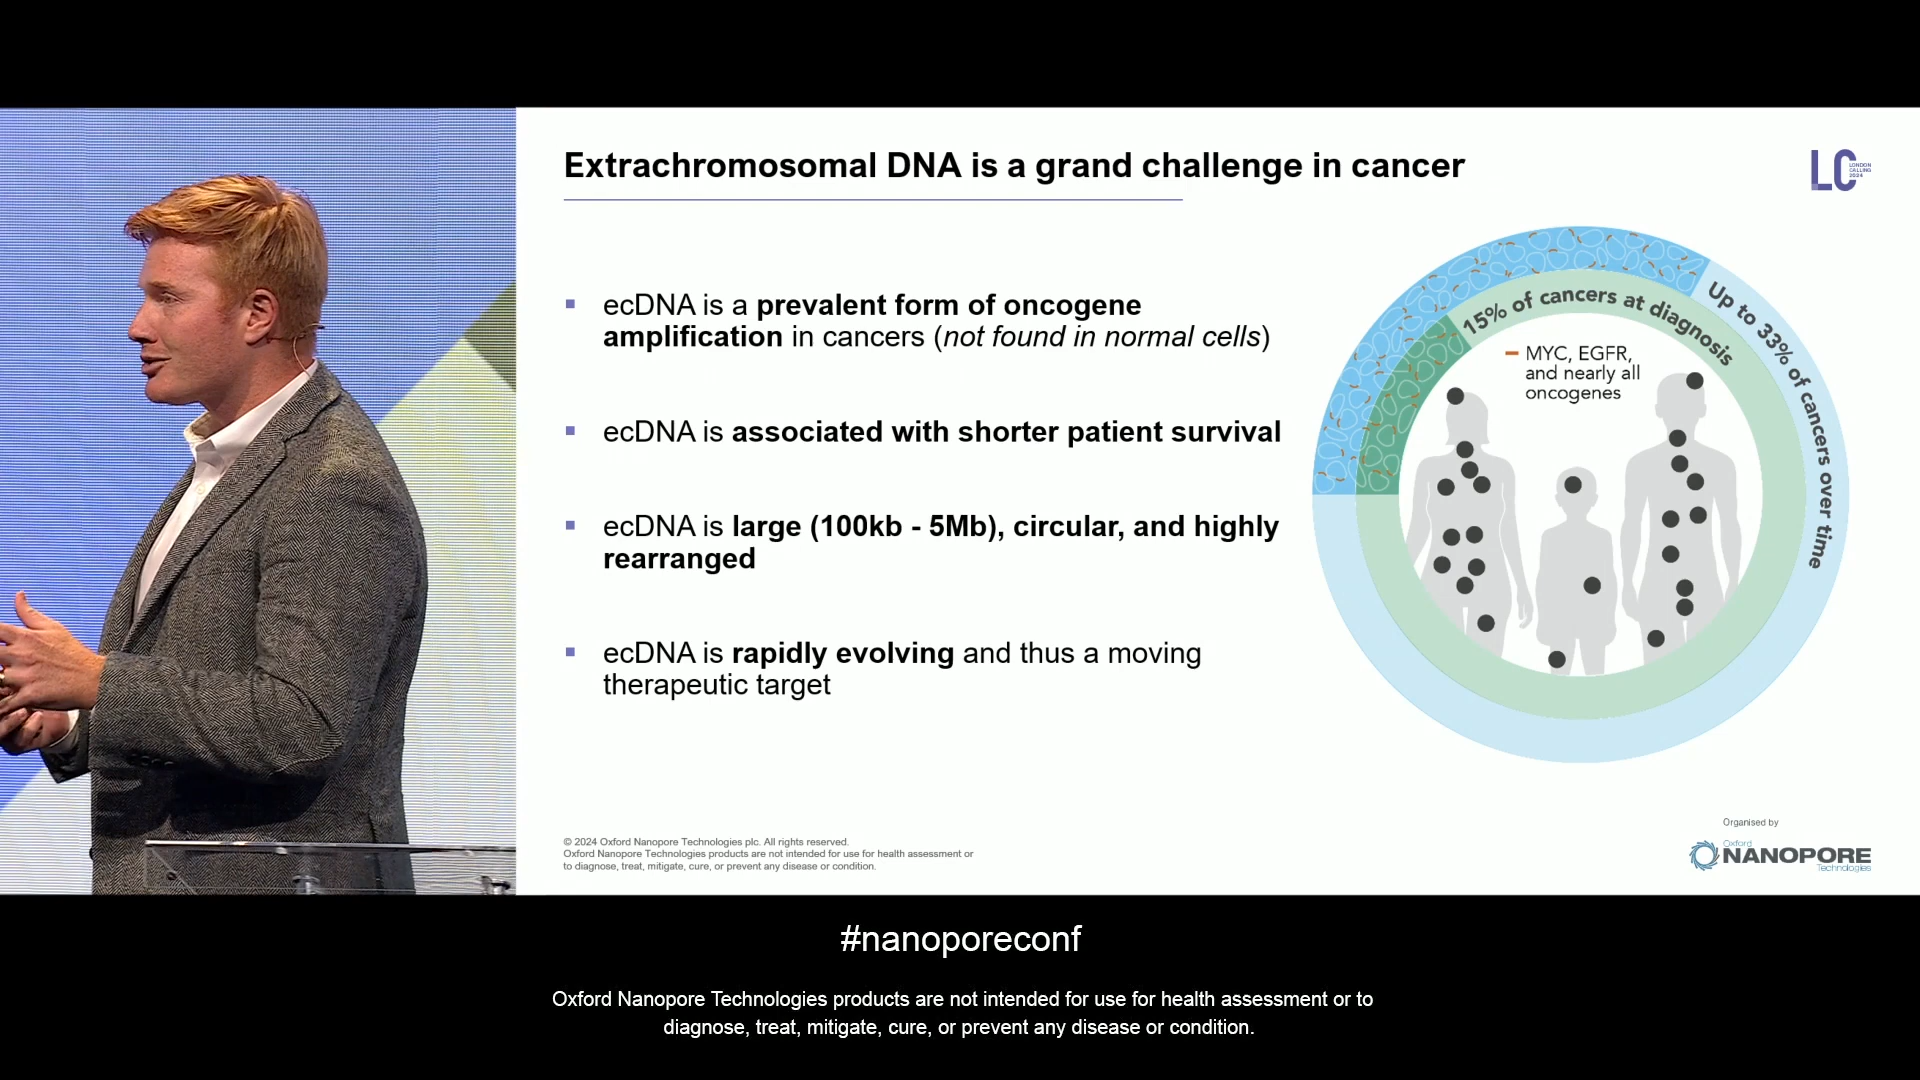 Extrachromosomal DNA is a grand challenge in cancer
LC
LONDON
CALLING
2024
▪ ecDNA is a prevalent form of oncogene
amplification in cancers (not found in normal cells)
▪ ecDNA is associated with shorter patient survival
▪ ecDNA is large (100kb - 5Mb), circular, and highly
rearranged
▪ ecDNA is rapidly evolving and thus a moving
therapeutic target
Up to 33% of cancers over time
15% of cancers at diagnosis
MYC, EGFR,
and nearly all
oncogenes
© 2024 Oxford Nanopore Technologies plc. All rights reserved.
Oxford Nanopore Technologies products are not intended for use for health assessment or
to diagnose, treat, mitigate, cure, or prevent any disease or condition.
Organised by
Oxford
NANOPORE
Technologies
#nanoporeconf
Oxford Nanopore Technologies products are not intended for use for health assessment or to
diagnose, treat, mitigate, cure, or prevent any disease or condition.